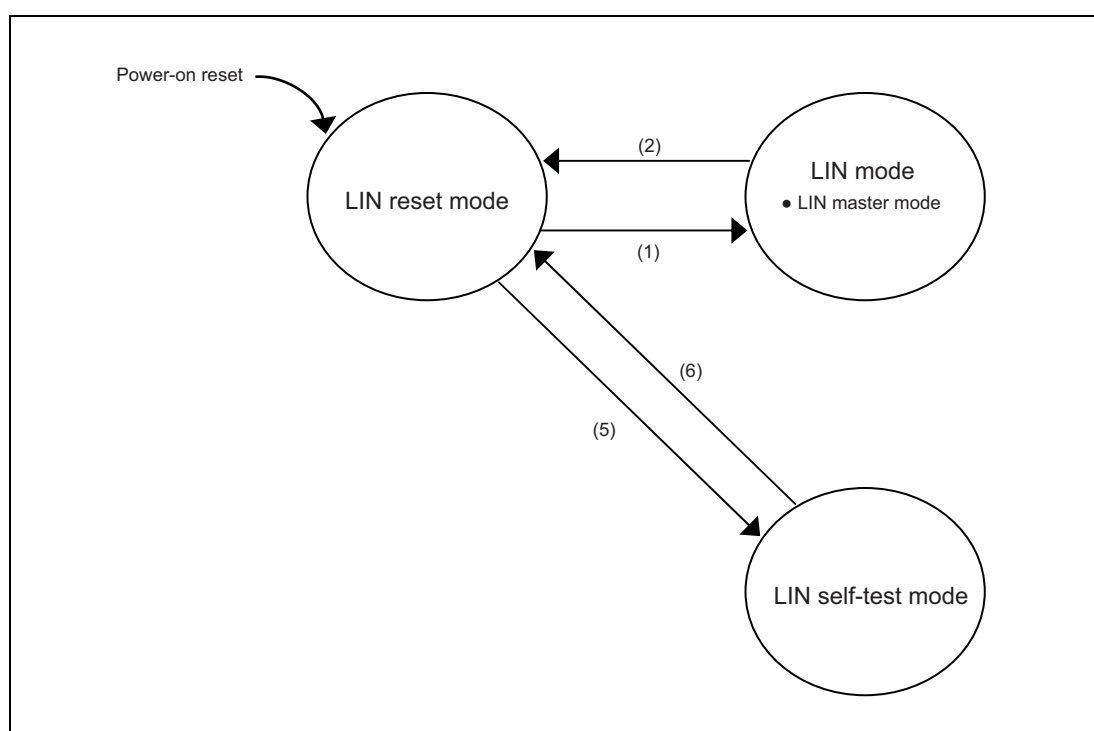 Power-on reset
(2)
LIN mode
LIN reset mode
● LIN master mode
(1)
(6)
(5)
LIN self-test mode